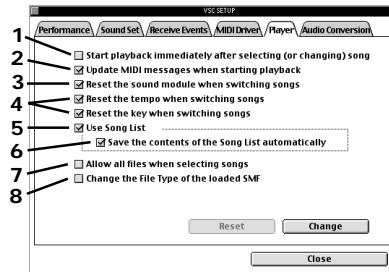 VSC SETUP
Performance Sound Set Receive Events MIDI Driver Player Audio Conversion
1 Start playback immediately after selecting (or changing) song
2 Update MIDI messages when starting playback
3 Reset the sound module when switching songs
4 Reset the tempo when switching songs
Reset the key when switching songs
5 Use Song List
6 Save the contents of the Song List automatically
7 Allow all files when selecting songs
8 Change the File Type of the loaded SMF
Reset Change
Close